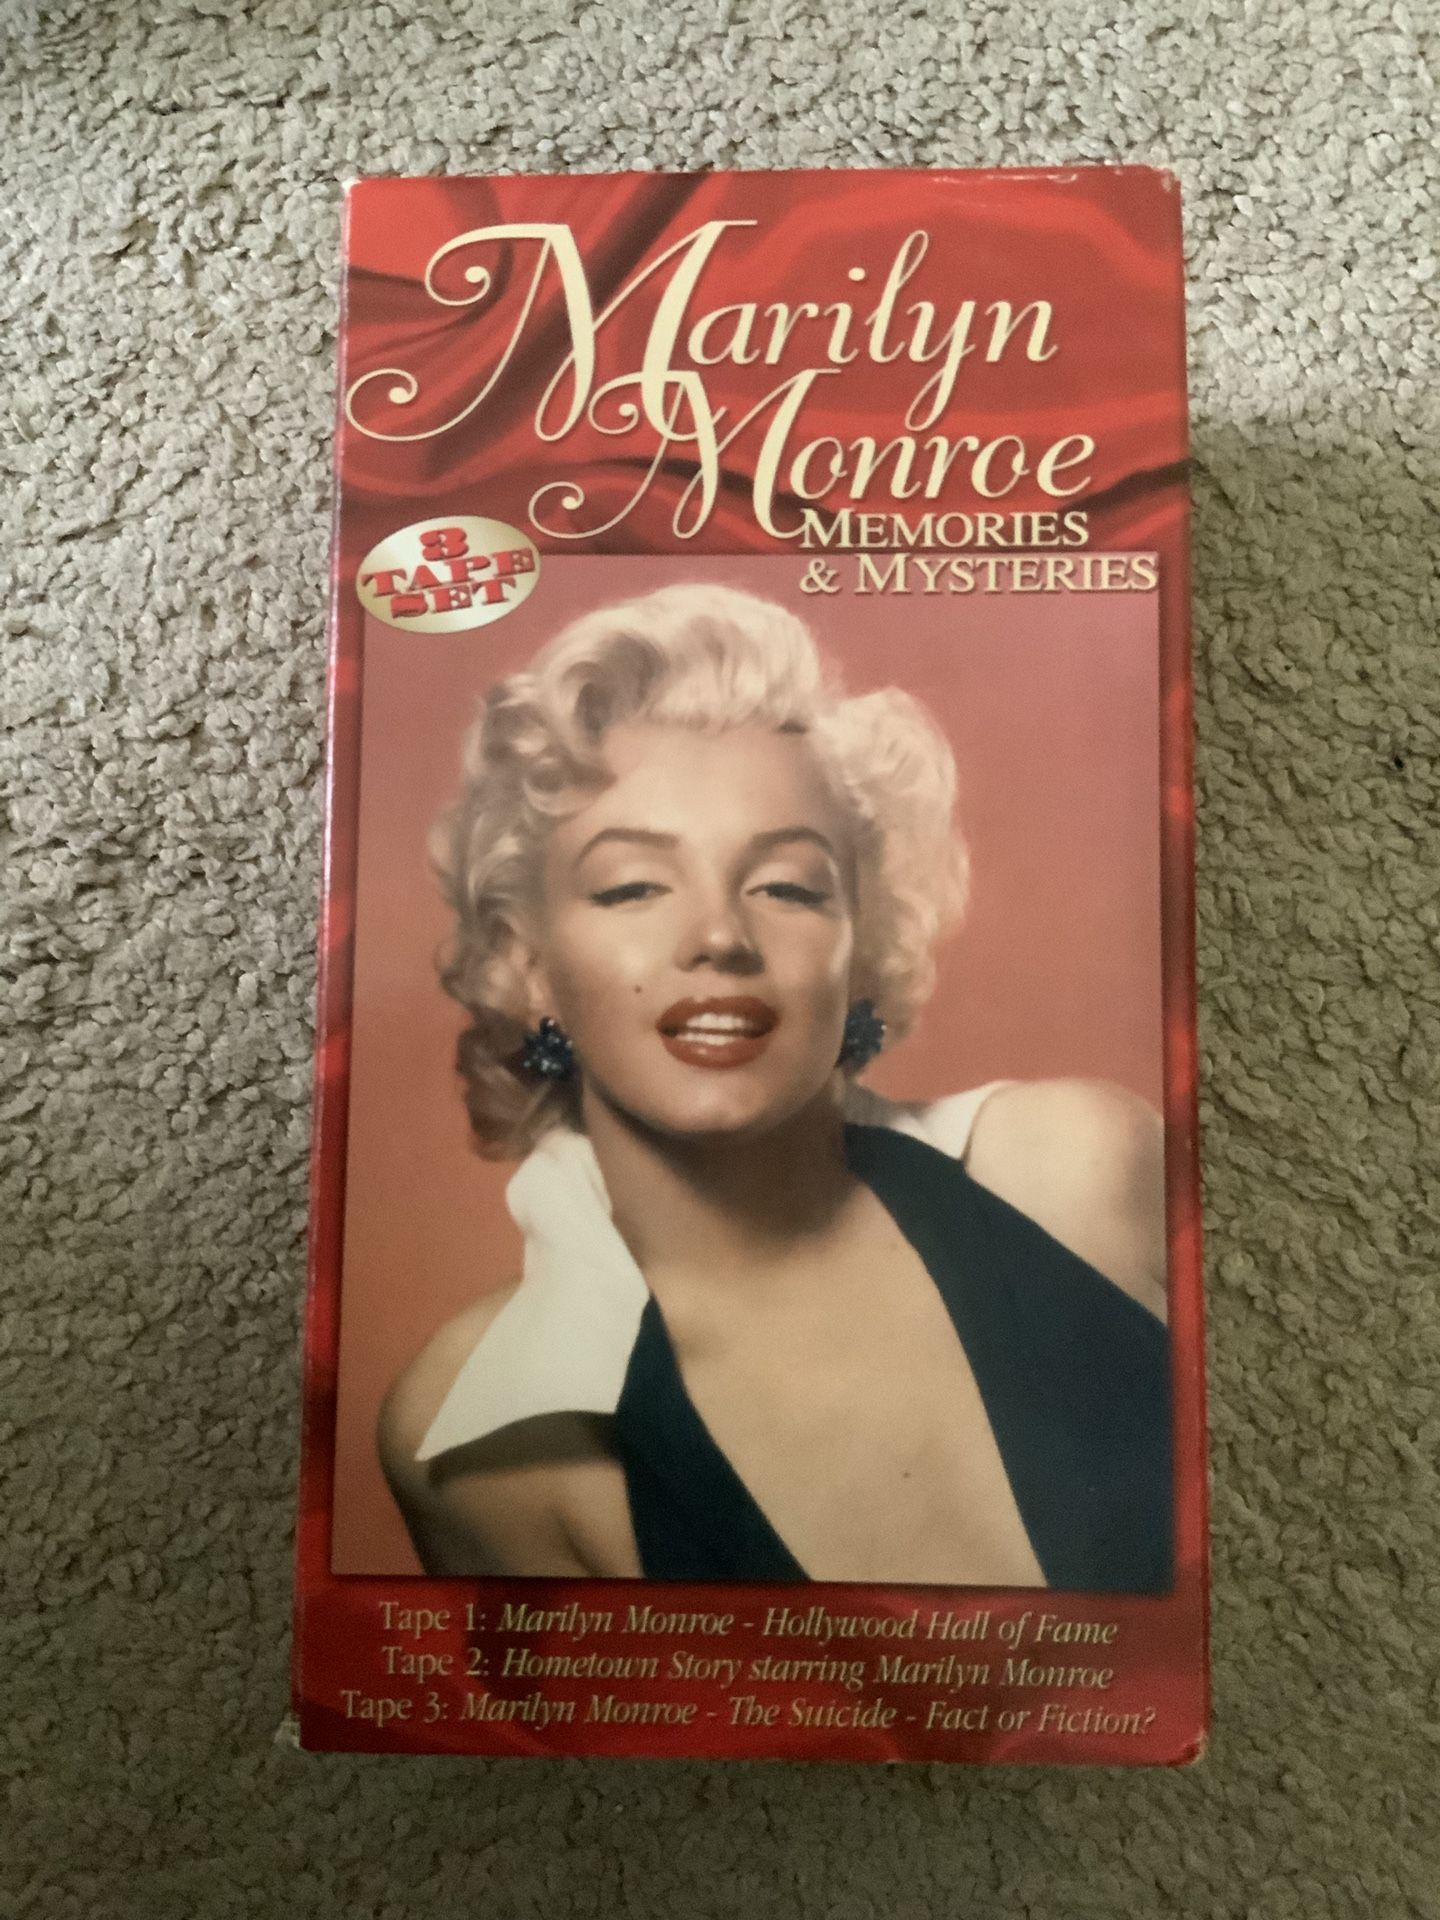 Marilyn
Monroe
MEMORIES
& MYSTERIES
3
TAPE
SET
Tape 1: Marilyn Monroe - Hollywood Hall of Fame
Tape 2: Hometown Story starring Marilyn Monroe
Tape 3: Marilyn Monroe - The Suicide - Fact or Fiction?